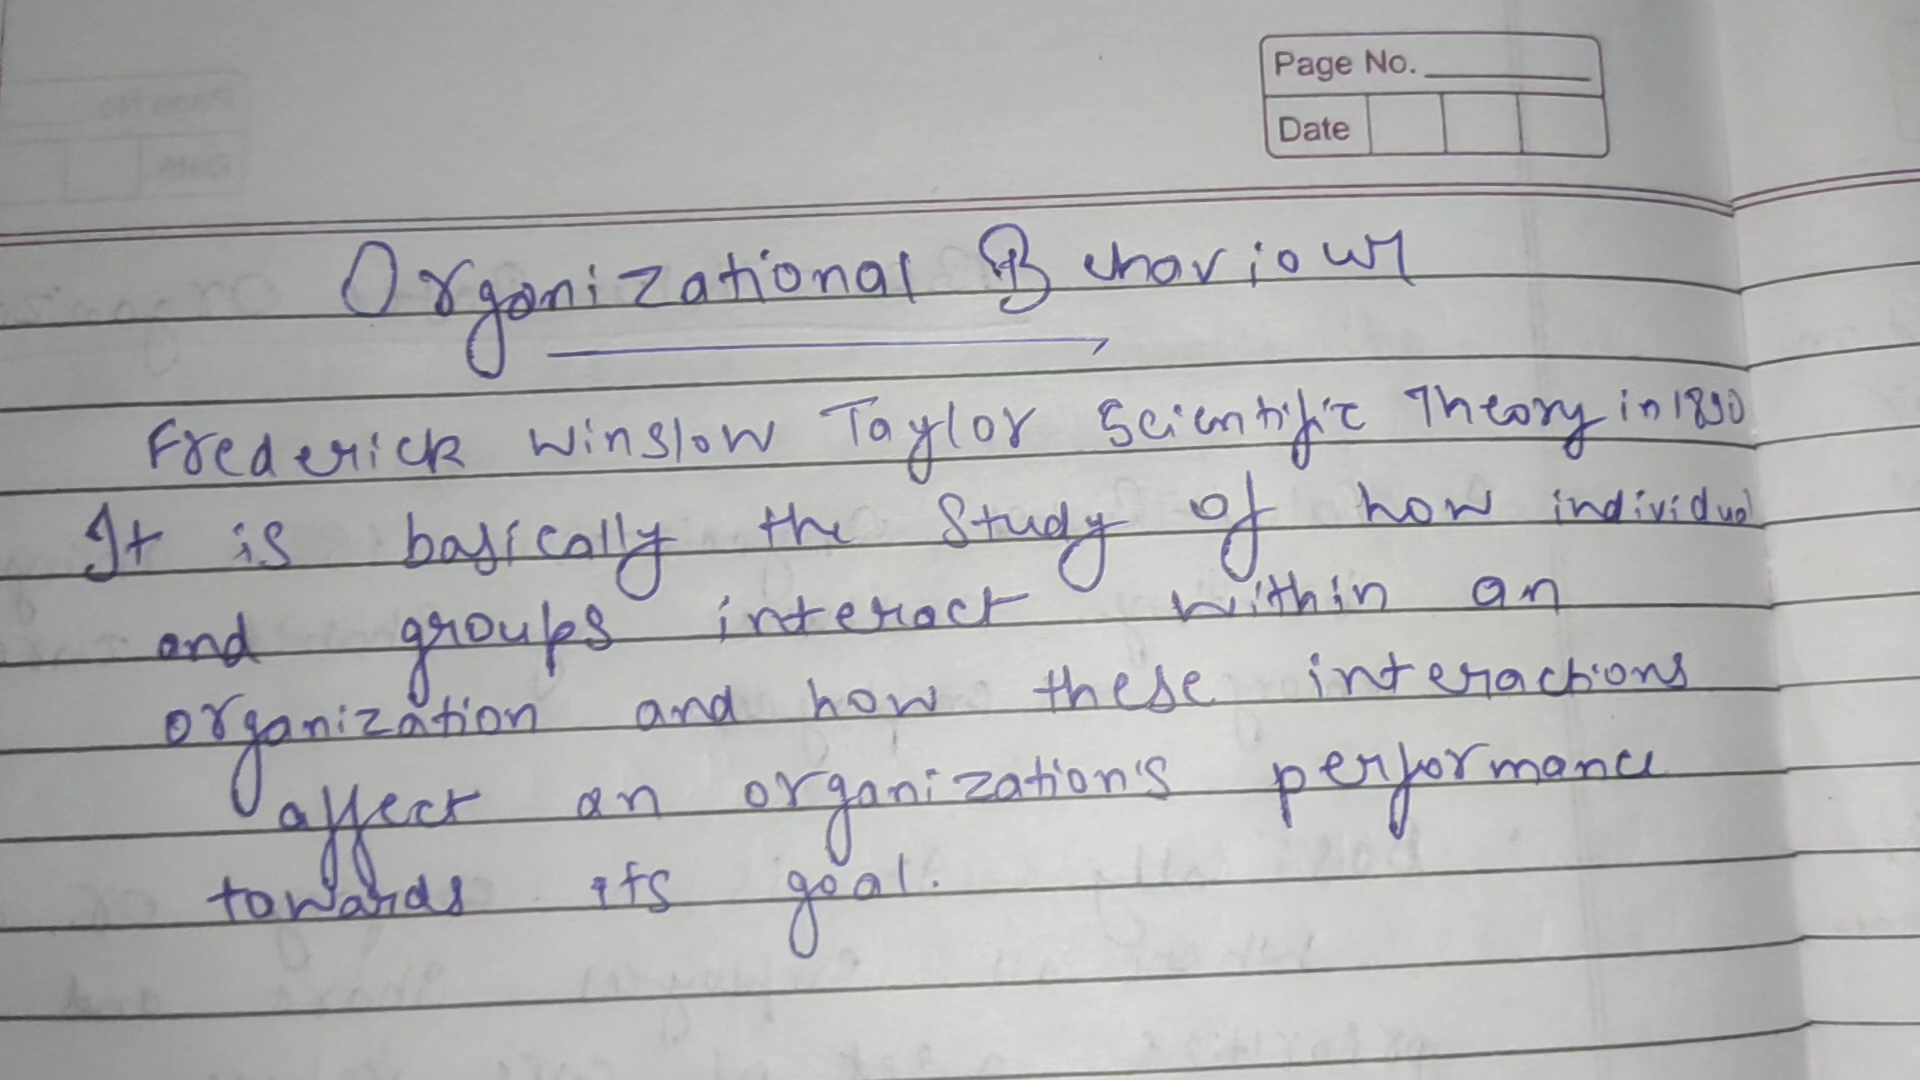 Page No.
Date
Organizational Behaviour
Frederick Winslow Taylor Scientific Theory in 1890
It is basically the study of how individual
and groups interact within an
organization and how these interactions
affect an organization's performance
towards its goal.